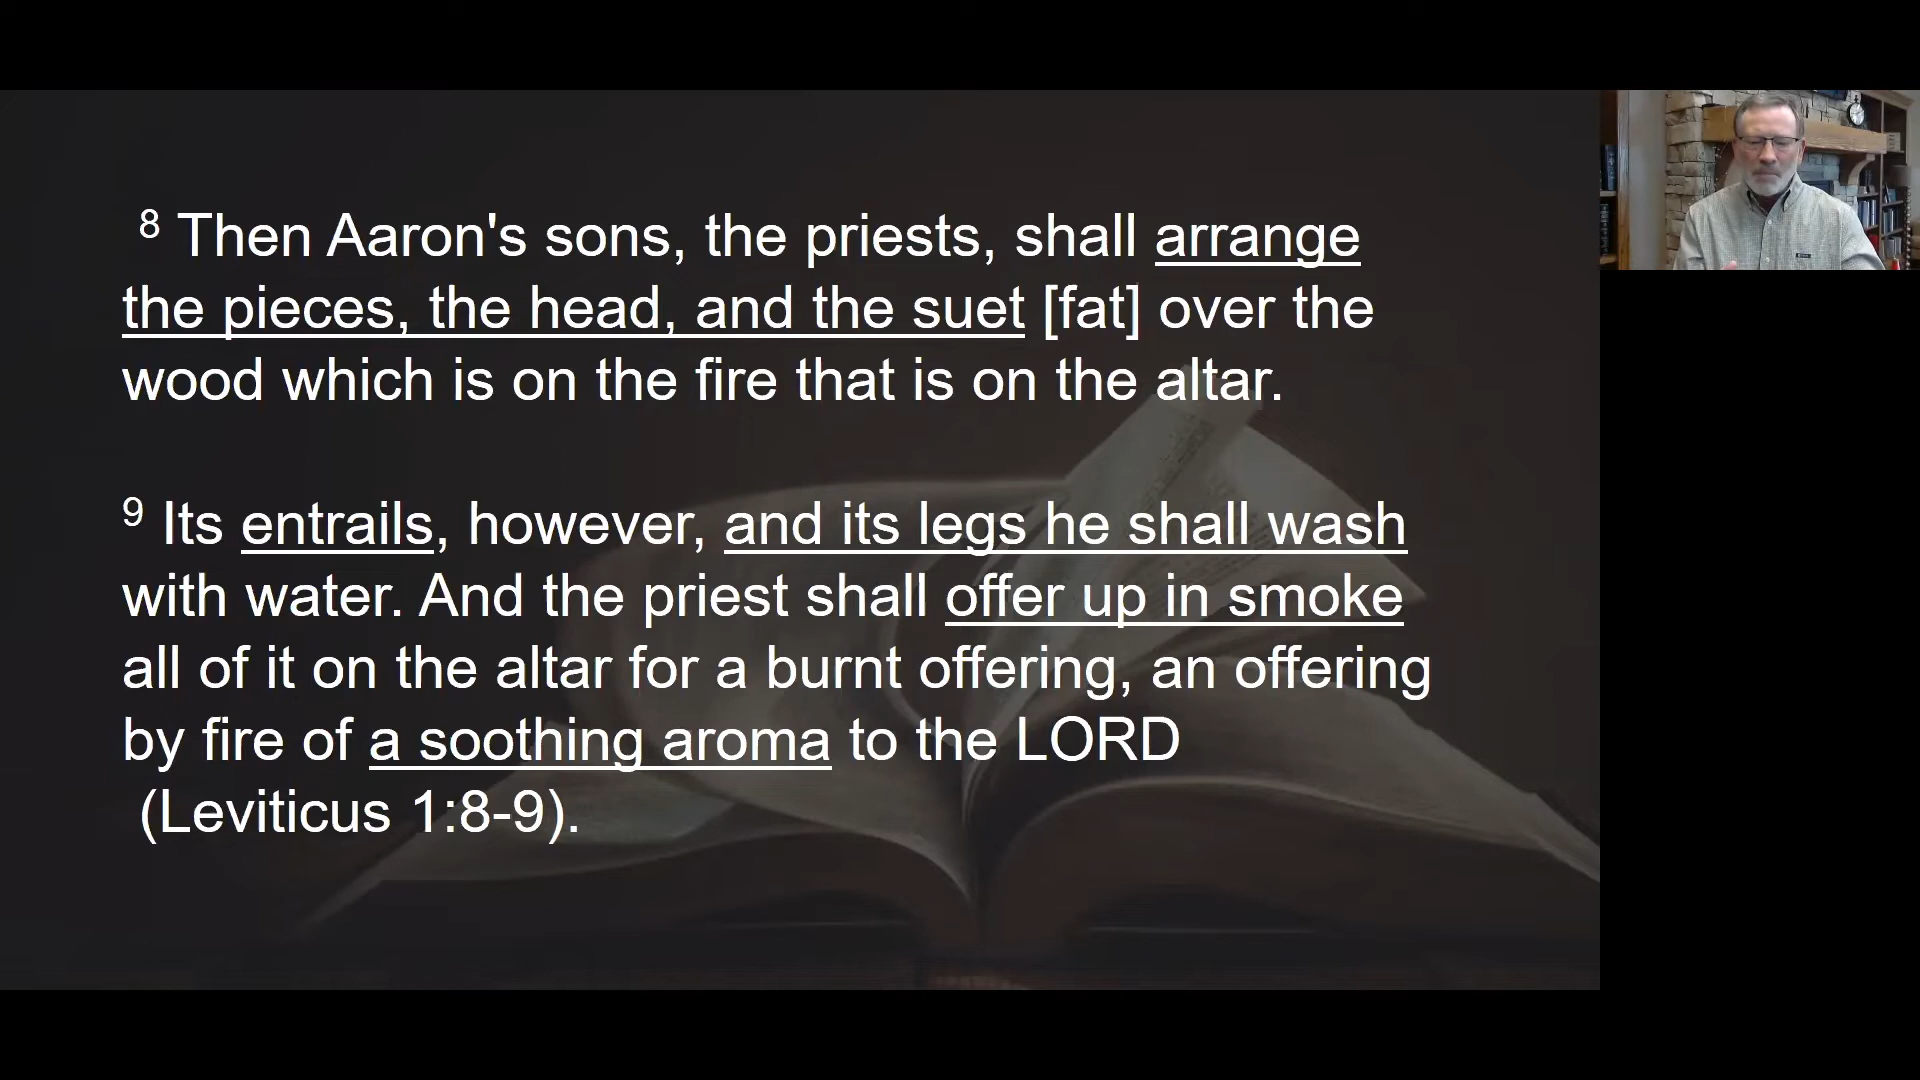 8 Then Aaron's sons, the priests, shall arrange
the pieces, the head, and the suet [fat] over the
wood which is on the fire that is on the altar.
9 Its entrails, however, and its legs he shall wash
with water. And the priest shall offer up in smoke
all of it on the altar for a burnt offering, an offering
by fire of a soothing aroma to the LORD
(Leviticus 1:8-9).